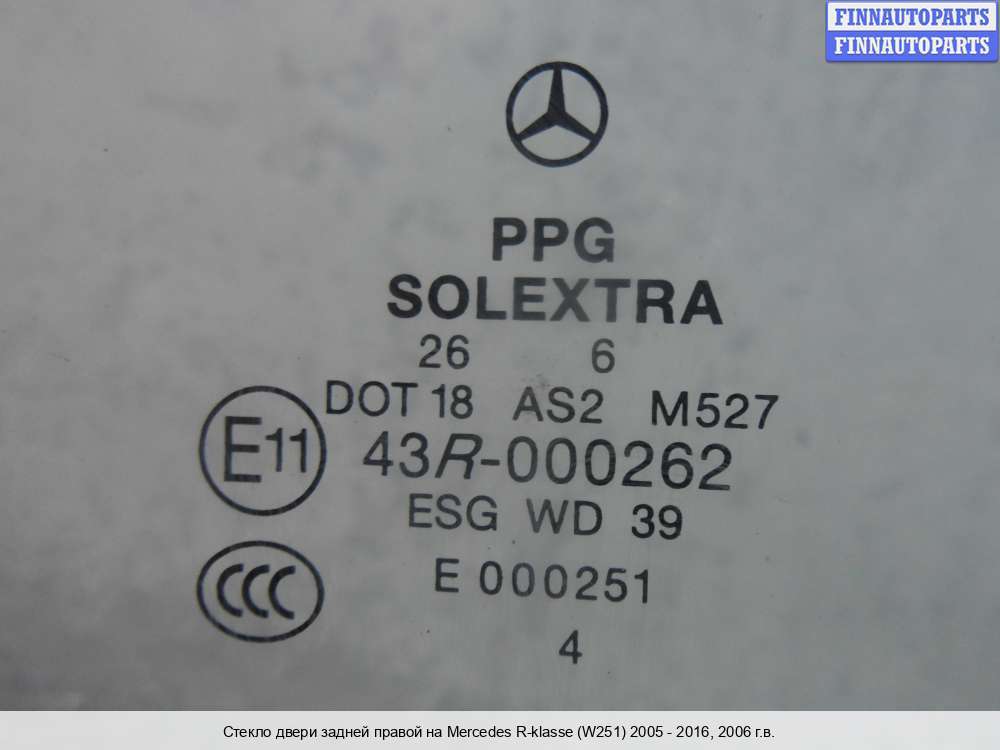 FINNAUTOPARTS
FINNAUTOPARTS
PPG
SOLEXTRA
26 6
DOT 18 AS2 M527
E11 43R-000262
ESG WD 39
CCC
E 000251
4
Стекло двери задней правой на Mercedes R-klasse (W251) 2005 - 2016, 2006 г.в.